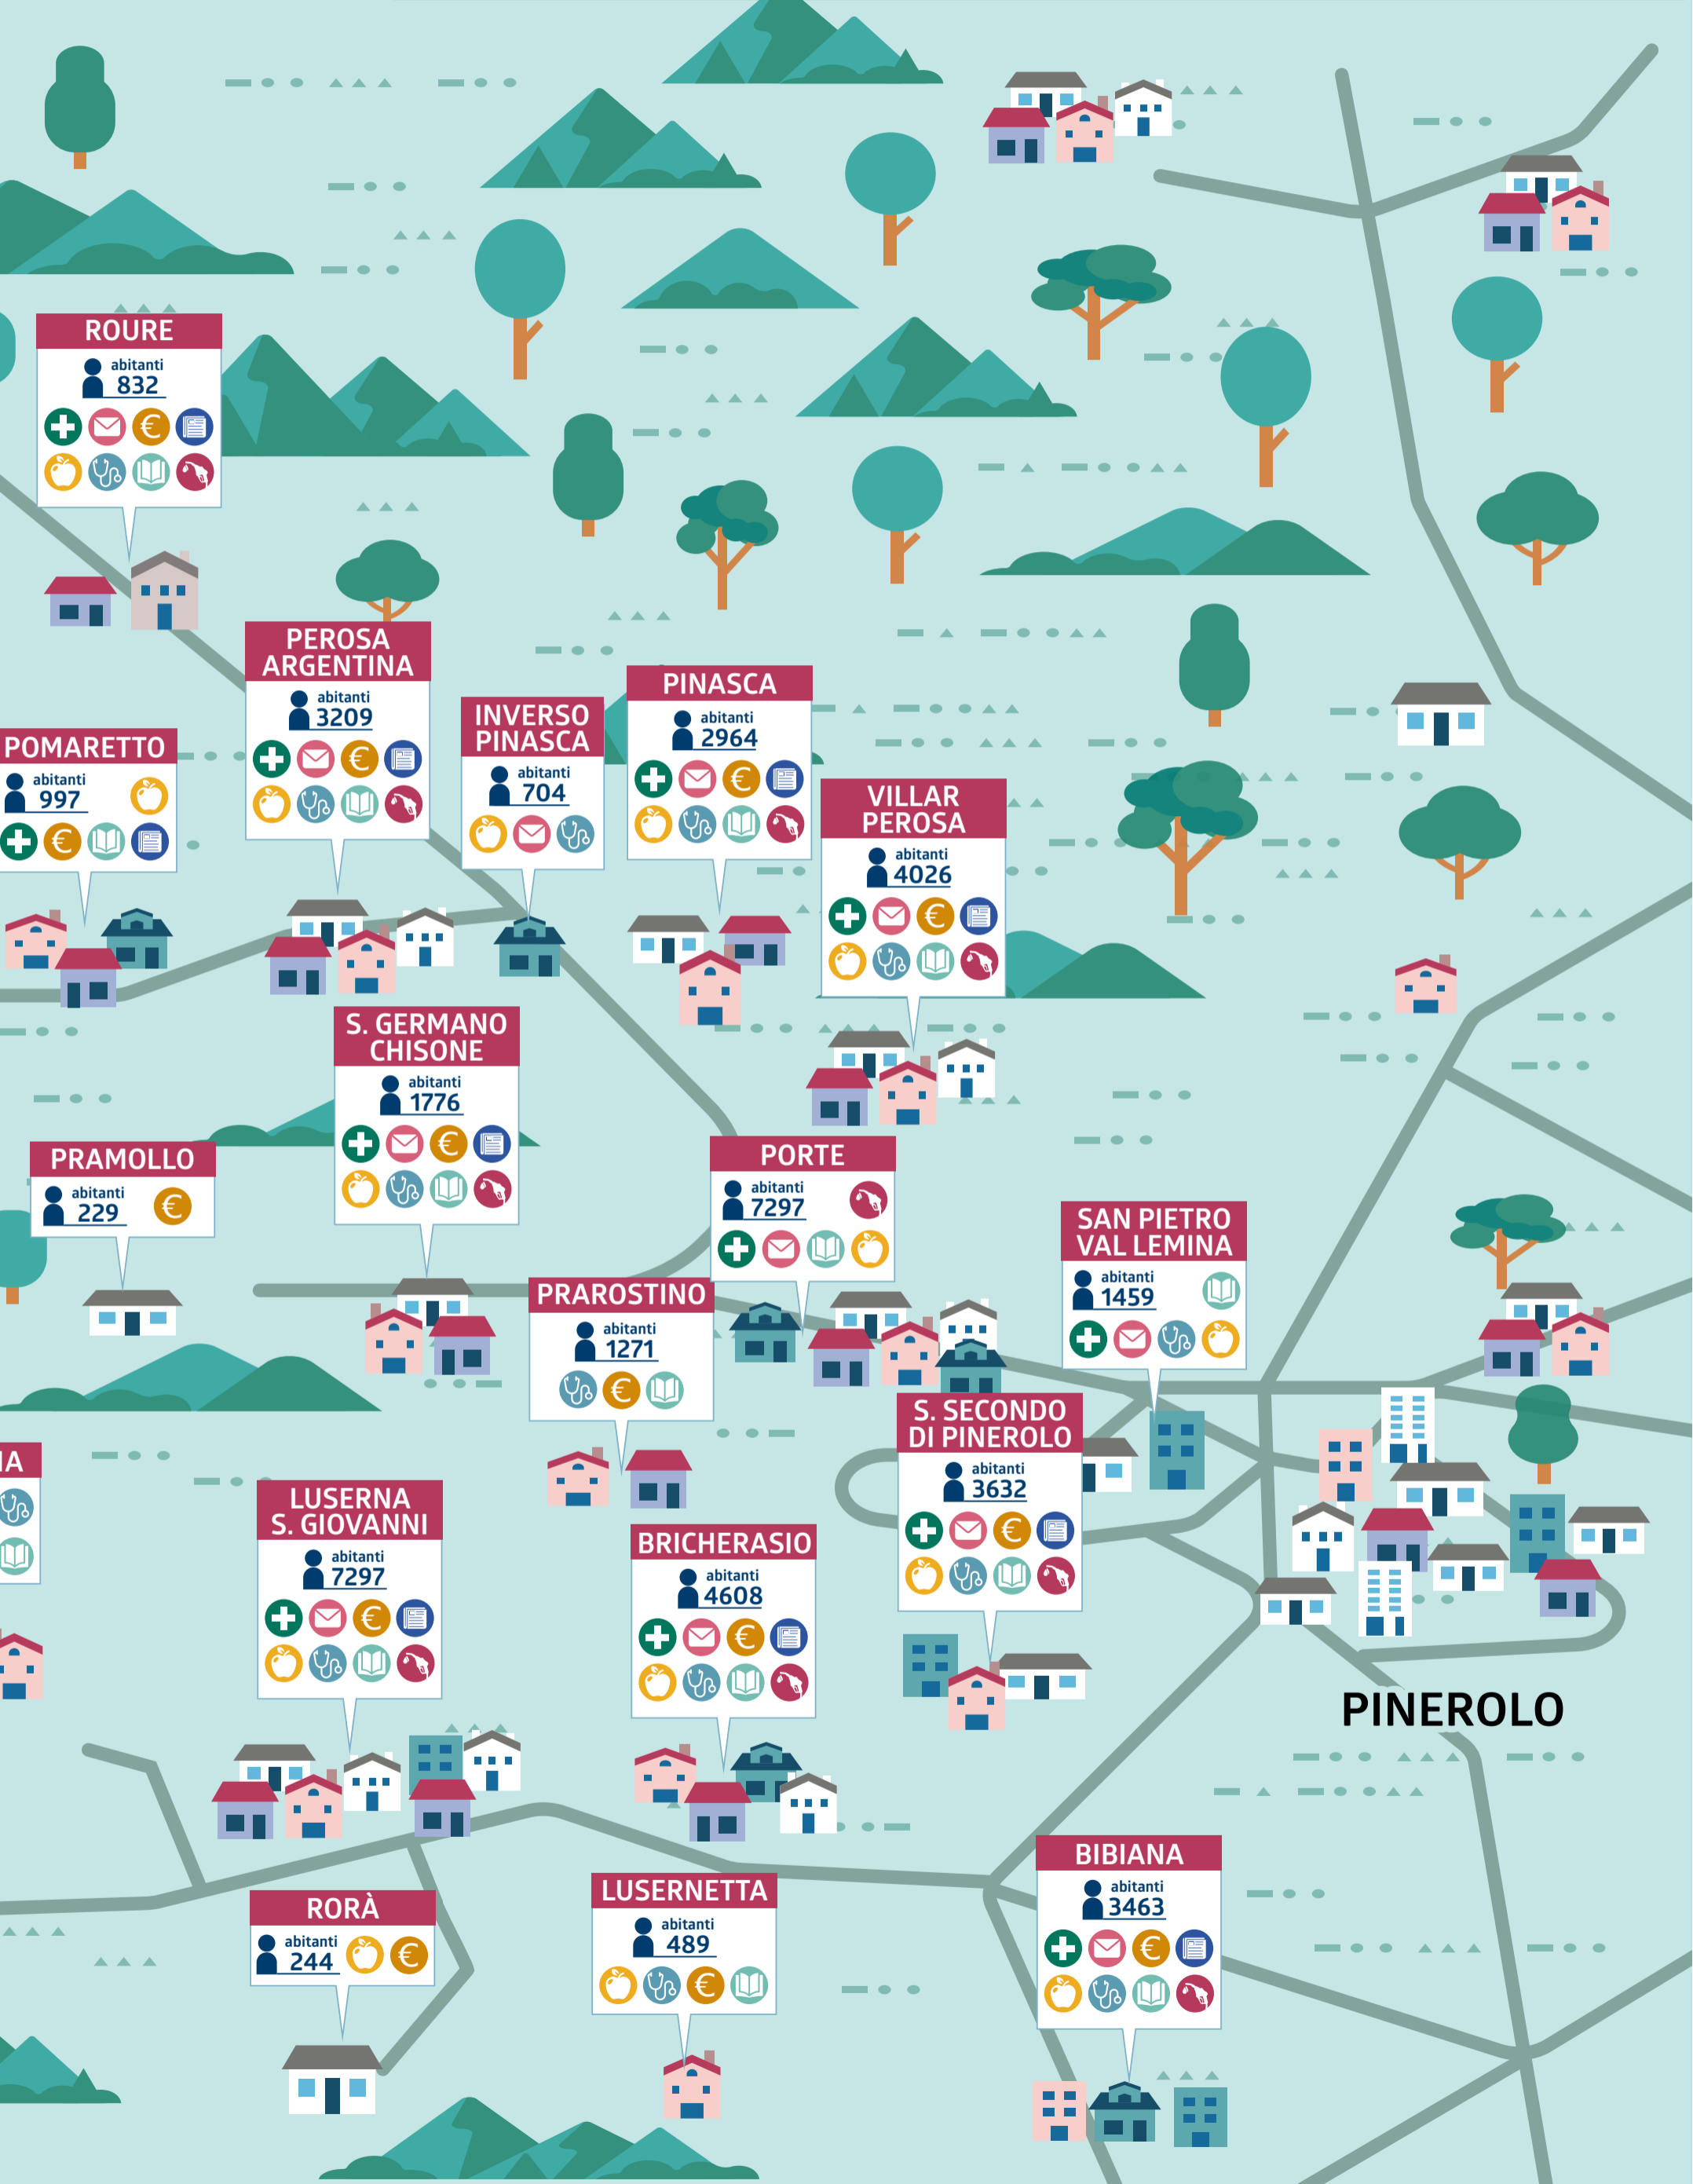 ROURE
abitanti
832
PEROSA
ARGENTINA
abitanti
3209
POMARETTO
abitanti
997
INVERSO
PINASCA
abitanti
704
PINASCA
abitanti
2964
VILLAR
PEROSA
abitanti
4026
S. GERMANO
CHISONE
abitanti
1776
PRAMOLLO
abitanti
229
PORTE
abitanti
7297
SAN PIETRO
VAL LEMINA
abitanti
1459
PRAROSTINO
abitanti
1271
S. SECONDO
DI PINEROLO
abitanti
3632
IA
LUSERNA
S. GIOVANNI
abitanti
7297
BRICHERASIO
abitanti
4608
PINEROLO
RORÀ
abitanti
244
LUSERNETTA
abitanti
489
BIBIANA
abitanti
3463